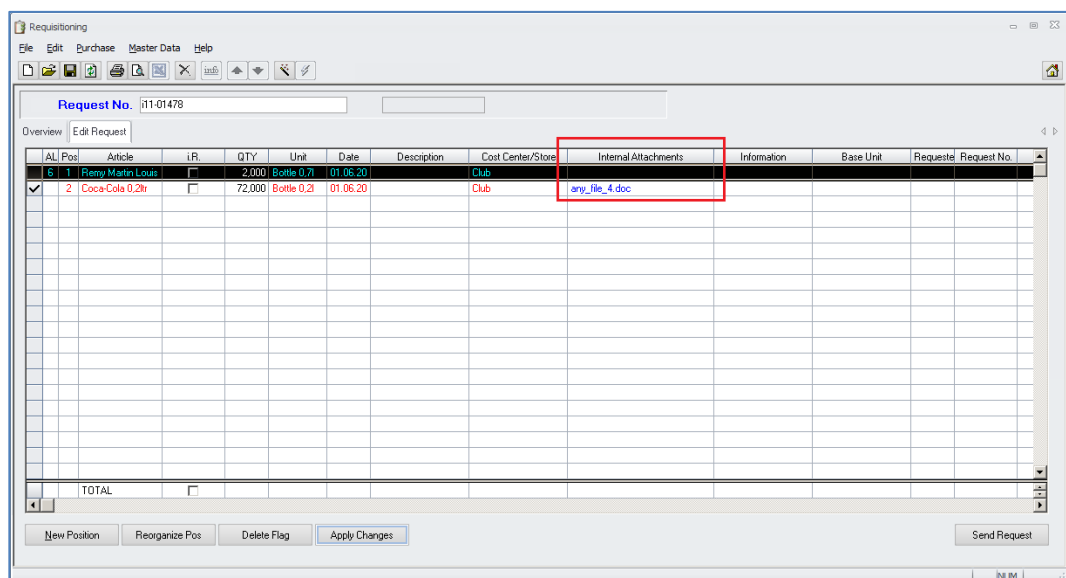 Requisitioning
File Edit Purchase Master Data Help
info
Request No. i11-01478
Overview Edit Request
AL Pos Article i.R. QTY Unit Date Description Cost Center/Store Internal Attachments Information Base Unit Requeste Request No.
6 1 Remy Martin Louis 2,000 Bottle 0,7l 01.06.20 Club
2 Coca-Cola 0,2ltr 72,000 Bottle 0,2l 01.06.20 Club any_file_4.doc
TOTAL
New Position Reorganize Pos Delete Flag Apply Changes Send Request
NUM